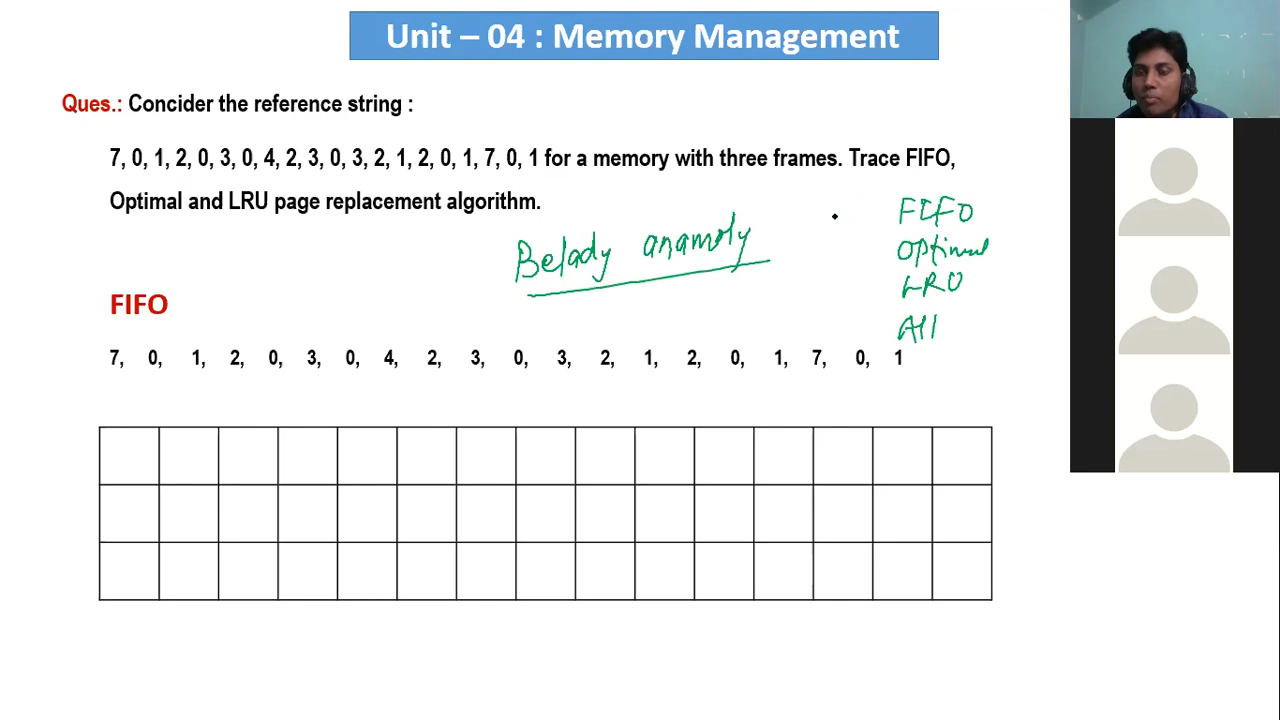 Unit – 04 : Memory Management
Ques.: Concider the reference string :
7, 0, 1, 2, 0, 3, 0, 4, 2, 3, 0, 3, 2, 1, 2, 0, 1, 7, 0, 1 for a memory with three frames. Trace FIFO,
Optimal and LRU page replacement algorithm.
FIFO
Optimal
LRU
All
Belady anamoly
FIFO
7, 0, 1, 2, 0, 3, 0, 4, 2, 3, 0, 3, 2, 1, 2, 0, 1, 7, 0, 1